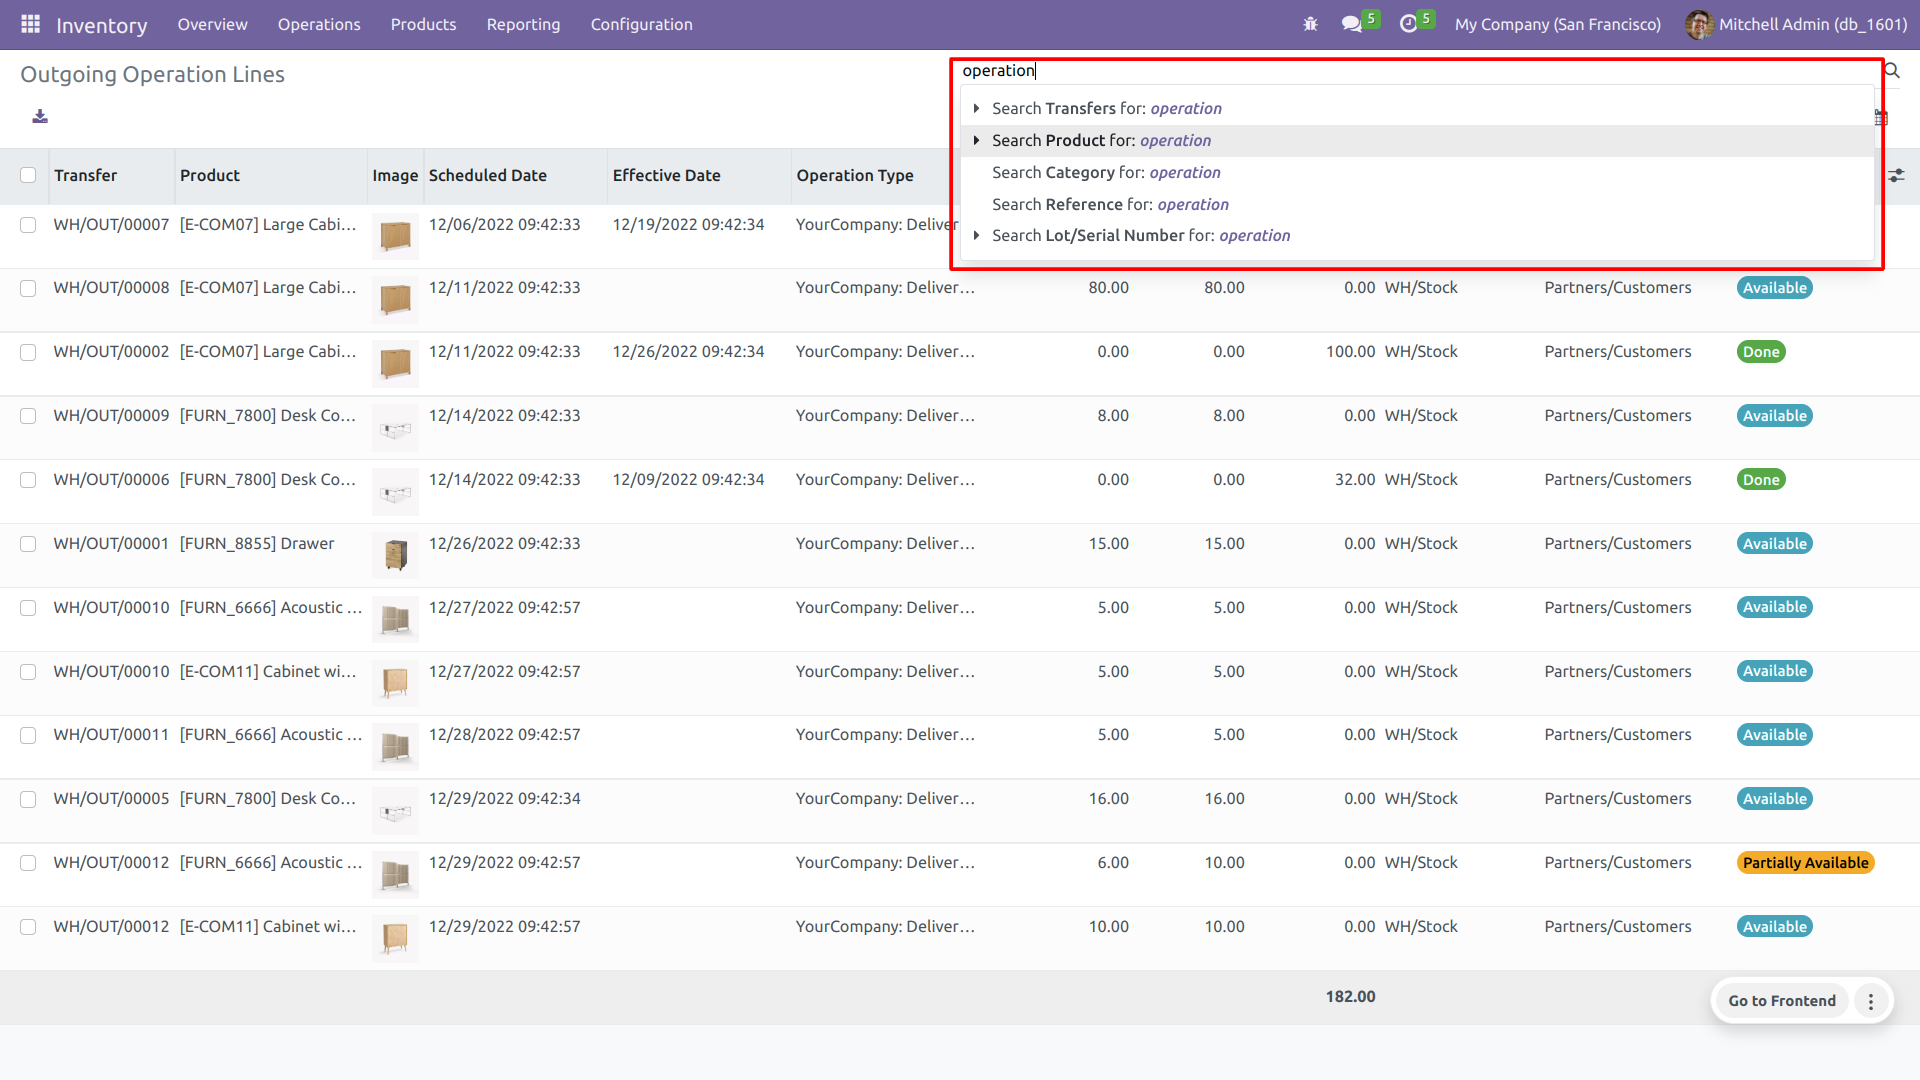 Inventory Overview Operations Products Reporting Configuration 5 5 My Company (San Francisco) Mitchell Admin (db_1601)
Outgoing Operation Lines
operation
Search Transfers for: operation
Search Product for: operation
Search Category for: operation
Search Reference for: operation
Search Lot/Serial Number for: operation
Transfer Product Image Scheduled Date Effective Date Operation Type
WH/OUT/00007 [E-COM07] Large Cabi... 12/06/2022 09:42:33 12/19/2022 09:42:34 YourCompany: Deliver
WH/OUT/00008 [E-COM07] Large Cabi... 12/11/2022 09:42:33 YourCompany: Deliver... 80.00 80.00 0.00 WH/Stock Partners/Customers Available
WH/OUT/00002 [E-COM07] Large Cabi... 12/11/2022 09:42:33 12/26/2022 09:42:34 YourCompany: Deliver... 0.00 0.00 100.00 WH/Stock Partners/Customers Done
WH/OUT/00009 [FURN_7800] Desk Co... 12/14/2022 09:42:33 YourCompany: Deliver... 8.00 8.00 0.00 WH/Stock Partners/Customers Available
WH/OUT/00006 [FURN_7800] Desk Co... 12/14/2022 09:42:33 12/09/2022 09:42:34 YourCompany: Deliver... 0.00 0.00 32.00 WH/Stock Partners/Customers Done
WH/OUT/00001 [FURN_8855] Drawer 12/26/2022 09:42:33 YourCompany: Deliver... 15.00 15.00 0.00 WH/Stock Partners/Customers Available
WH/OUT/00010 [FURN_6666] Acoustic ... 12/27/2022 09:42:57 YourCompany: Deliver... 5.00 5.00 0.00 WH/Stock Partners/Customers Available
WH/OUT/00010 [E-COM11] Cabinet wi... 12/27/2022 09:42:57 YourCompany: Deliver... 5.00 5.00 0.00 WH/Stock Partners/Customers Available
WH/OUT/00011 [FURN_6666] Acoustic ... 12/28/2022 09:42:57 YourCompany: Deliver... 5.00 5.00 0.00 WH/Stock Partners/Customers Available
WH/OUT/00005 [FURN_7800] Desk Co... 12/29/2022 09:42:34 YourCompany: Deliver... 16.00 16.00 0.00 WH/Stock Partners/Customers Available
WH/OUT/00012 [FURN_6666] Acoustic ... 12/29/2022 09:42:57 YourCompany: Deliver... 6.00 10.00 0.00 WH/Stock Partners/Customers Partially Available
WH/OUT/00012 [E-COM11] Cabinet wi... 12/29/2022 09:42:57 YourCompany: Deliver... 10.00 10.00 0.00 WH/Stock Partners/Customers Available
182.00
Go to Frontend